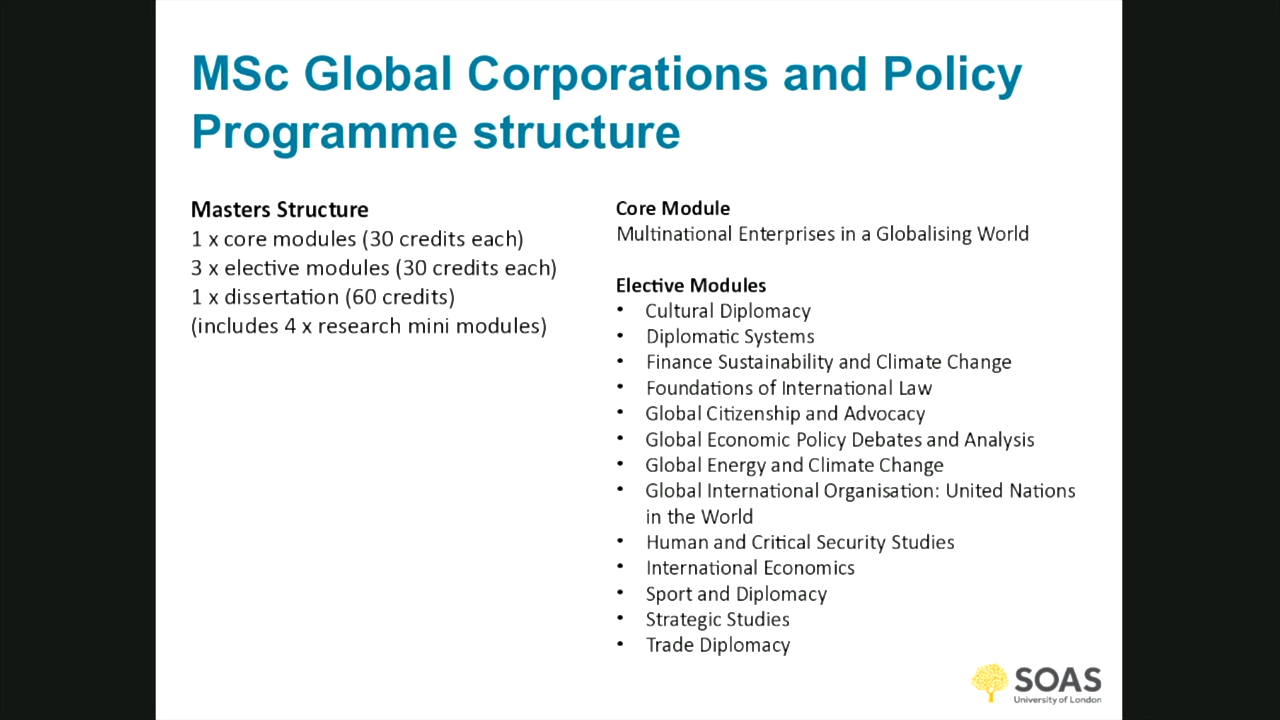 MSc Global Corporations and Policy
Programme structure
Masters Structure
1 x core modules (30 credits each)
3 x elective modules (30 credits each)
1 x dissertation (60 credits)
(includes 4 x research mini modules)
Core Module
Multinational Enterprises in a Globalising World
Elective Modules
• Cultural Diplomacy
• Diplomatic Systems
• Finance Sustainability and Climate Change
• Foundations of International Law
• Global Citizenship and Advocacy
• Global Economic Policy Debates and Analysis
• Global Energy and Climate Change
• Global International Organisation: United Nations
in the World
• Human and Critical Security Studies
• International Economics
• Sport and Diplomacy
• Strategic Studies
• Trade Diplomacy
SOAS
University of London